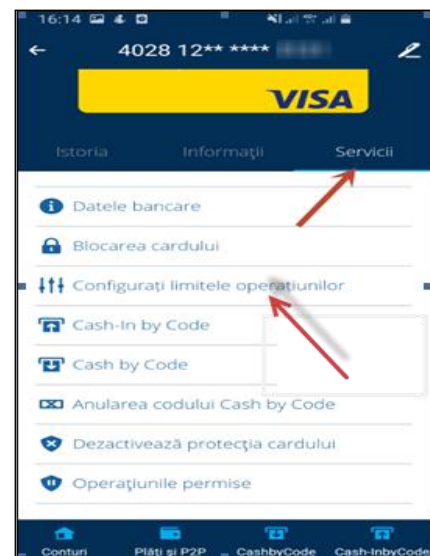 16:14
4028 12** ****
VISA
Istoria Informații Servicii
Datele bancare
Blocarea cardului
Configurați limitele operațiunilor
Cash-In by Code
Cash by Code
Anularea codului Cash by Code
Dezactivează protecția cardului
Operațiunile permise
Conturi Plăți și P2P CashbyCode Cash-InbyCode